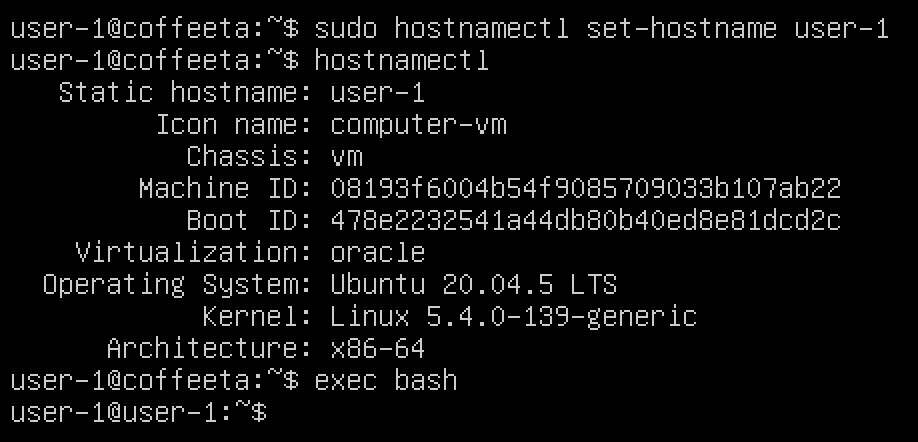 user-1@coffeeta:~$ sudo hostnamectl set-hostname user-1
user-1@coffeeta:~$ hostnamectl
Static hostname: user-1
Icon name: computer-vm
Chassis: vm
Machine ID: 08193f6004b54f9085709033b107ab22
Boot ID: 478e2232541a44db80b40ed8e81dcd2c
Virtualization: oracle
Operating System: Ubuntu 20.04.5 LTS
Kernel: Linux 5.4.0-139-generic
Architecture: x86-64
user-1@coffeeta:~$ exec bash
user-1@user-1:~$